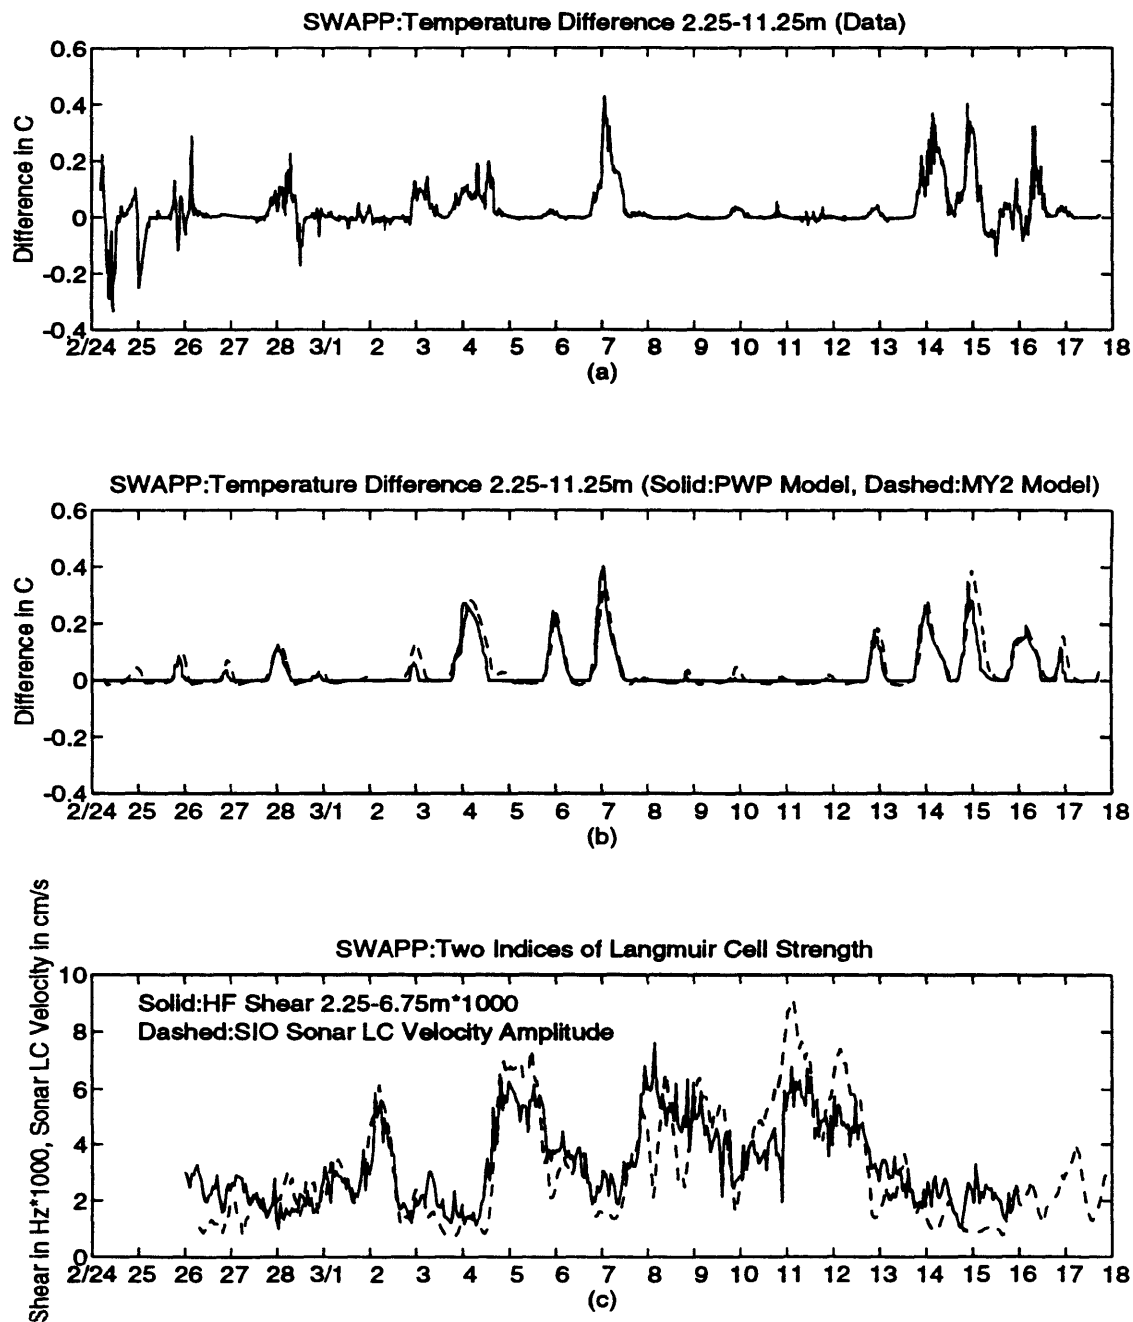 SWAPP:Temperature Difference 2.25-11.25m (Data)
0.6
0.4
0.2
0
-0.2
-0.4
Difference in C
2/24 25 26 27 28 3/1 2 3 4 5 6 7 8 9 10 11 12 13 14 15 16 17 18
(a)
SWAPP:Temperature Difference 2.25-11.25m (Solid:PWP Model, Dashed:MY2 Model)
0.6
0.4
0.2
0
-0.2
-0.4
Difference in C
2/24 25 26 27 28 3/1 2 3 4 5 6 7 8 9 10 11 12 13 14 15 16 17 18
(b)
SWAPP:Two Indices of Langmuir Cell Strength
Solid:HF Shear 2.25-6.75m*1000
Dashed:SIO Sonar LC Velocity Amplitude
10
8
6
4
2
0
Shear in Hz*1000, Sonar LC Velocity in cm/s
2/24 25 26 27 28 3/1 2 3 4 5 6 7 8 9 10 11 12 13 14 15 16 17 18
(c)